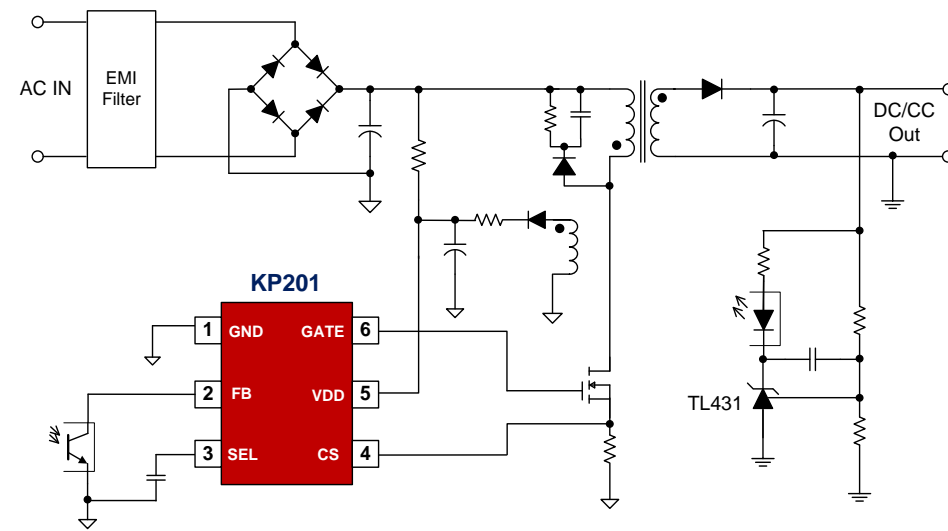 AC IN
EMI
Filter
DC/CC
Out
KP201
1 GND GATE 6
2 FB VDD 5
3 SEL CS 4
TL431